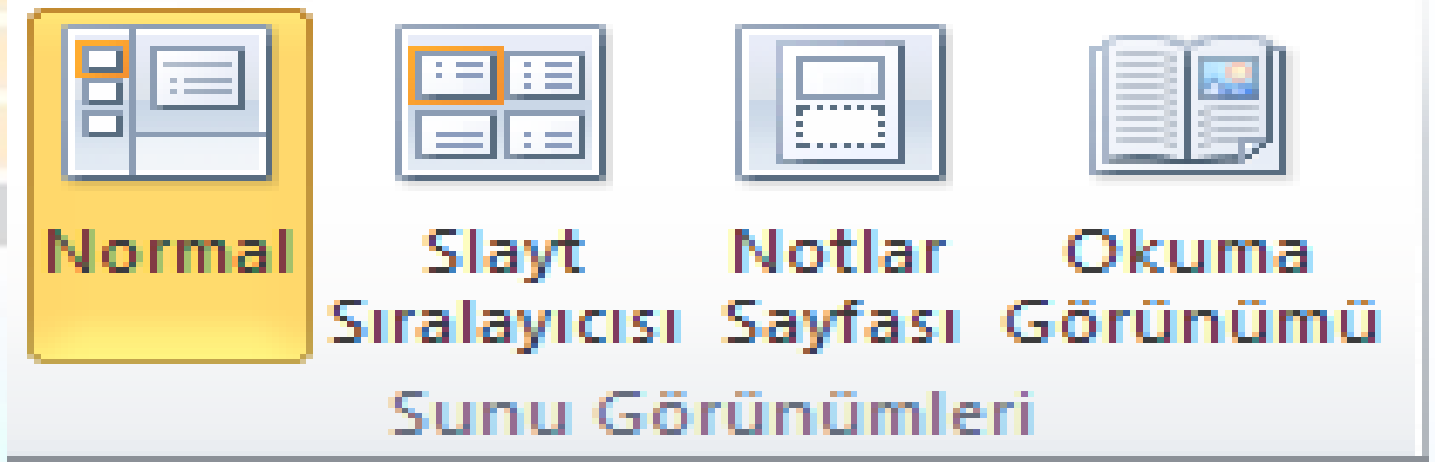 Normal
Slayt
Sıralayıcısı
Notlar
Sayfası
Okuma
Görünümü
Sunu Görünümleri